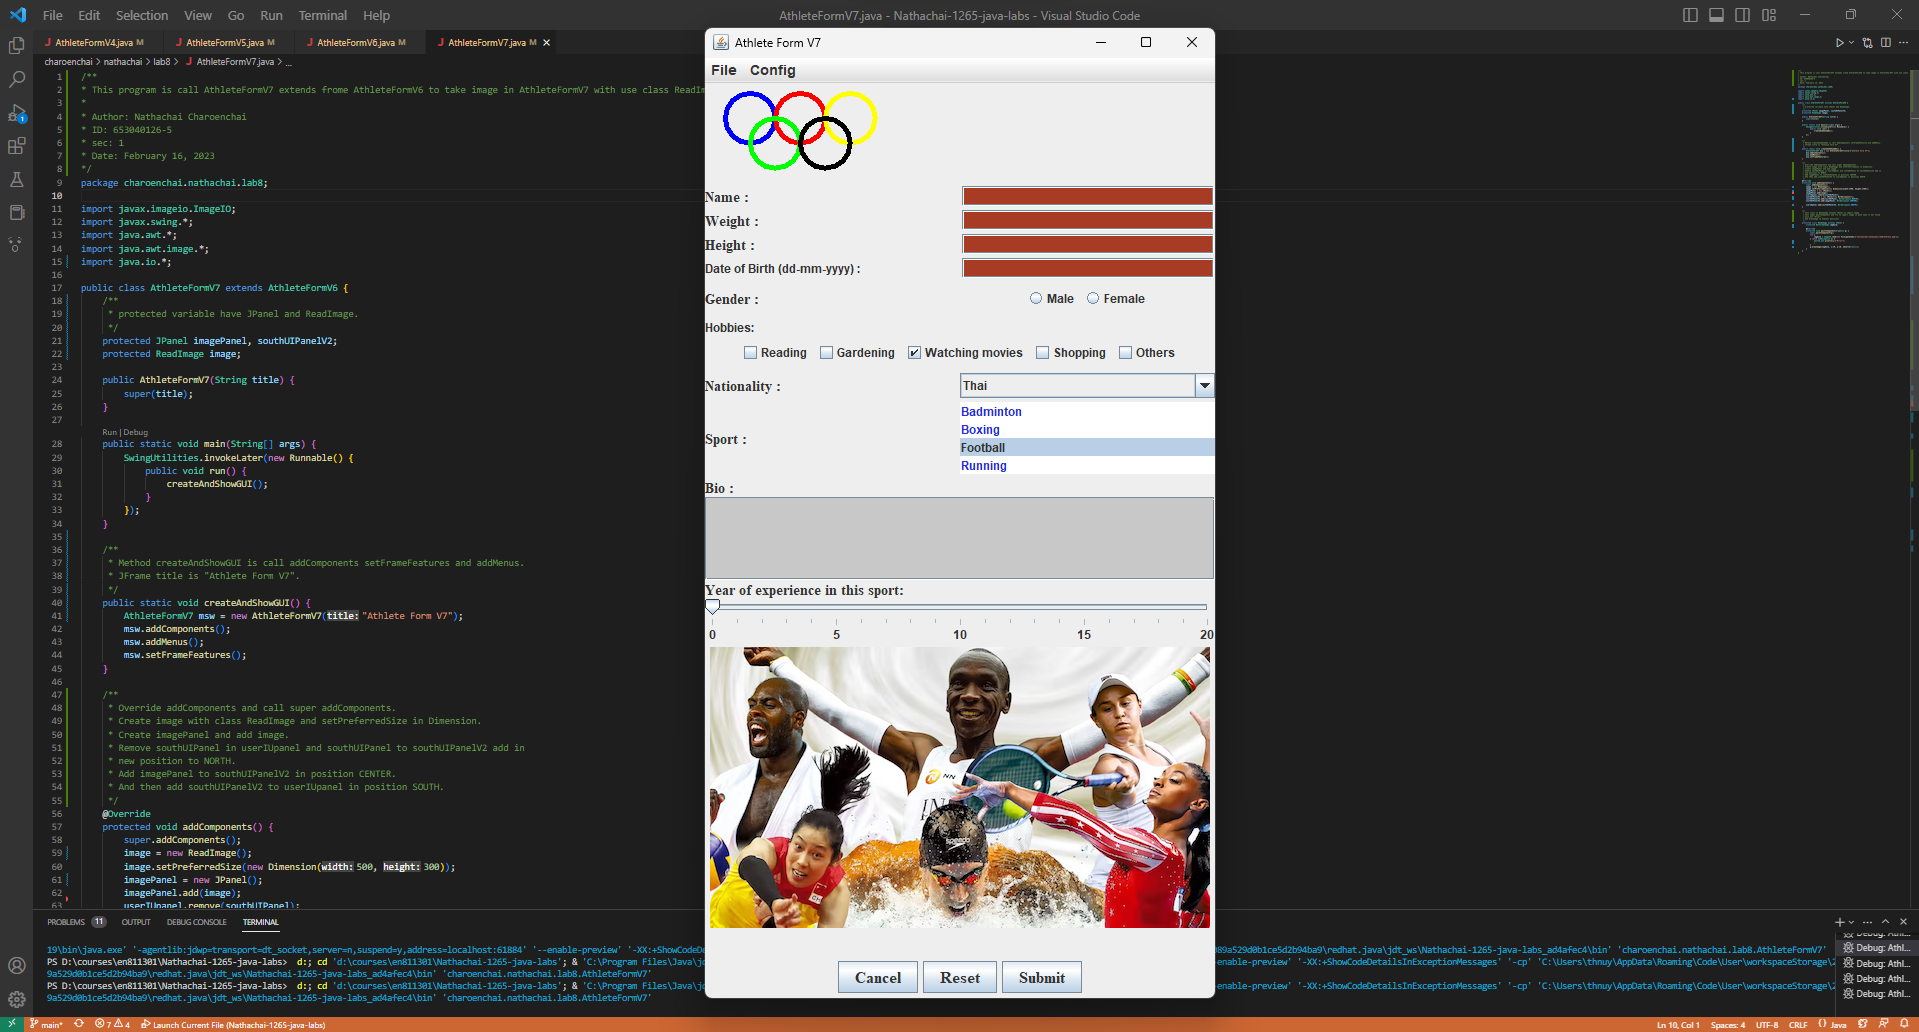 File Edit Selection View Go Run Terminal Help
AthleteFormV7.java - Nathachai-1265-java-labs - Visual Studio Code
AthleteFormV4.java M
AthleteFormV5.java M
AthleteFormV6.java M
AthleteFormV7.java M
charoenchai > nathachai > lab8 > AthleteFormV7.java > ...
1 /**
2 * This program is call AthleteFormV7 extends frome AthleteFormV6 to take image in AthleteFormV7 with use class ReadIm
3 *
4 * Author: Nathachai Charoenchai
5 * ID: 653040126-5
6 * sec: 1
7 * Date: February 16, 2023
8 */
9 package charoenchai.nathachai.lab8;
10
11 import javax.imageio.ImageIO;
12 import javax.swing.*;
13 import java.awt.*;
14 import java.awt.image.*;
15 import java.io.*;
16
17 public class AthleteFormV7 extends AthleteFormV6 {
18 /**
19 * protected variable have JPanel and ReadImage.
20 */
21 protected JPanel imagePanel, southUIPanelV2;
22 protected ReadImage image;
23
24 public AthleteFormV7(String title) {
25 super(title);
26 }
27
Run | Debug
28 public static void main(String[] args) {
29 SwingUtilities.invokeLater(new Runnable() {
30 public void run() {
31 createAndShowGUI();
32 }
33 });
34 }
35
36 /**
37 * Method createAndShowGUI is call addComponents setFrameFeatures and addMenus.
38 * JFrame title is "Athlete Form V7".
39 */
40 public static void createAndShowGUI() {
41 AthleteFormV7 msw = new AthleteFormV7(title: "Athlete Form V7");
42 msw.addComponents();
43 msw.addMenus();
44 msw.setFrameFeatures();
45 }
46
47 /**
48 * Override addComponents and call super addComponents.
49 * Create image with class ReadImage and setPreferredSize in Dimension.
50 * Create imagePanel and add image.
51 * Remove southUIPanel in userIUpanel and southUIPanel to southUIPanelV2 add in
52 * new position to NORTH.
53 * Add imagePanel to southUIPanelV2 in position CENTER.
54 * And then add southUIPanelV2 to userIUpanel in position SOUTH.
55 */
56 @Override
57 protected void addComponents() {
58 super.addComponents();
59 image = new ReadImage();
60 image.setPreferredSize(new Dimension(width: 500, height: 300));
61 imagePanel = new JPanel();
62 imagePanel.add(image);
63 userIUpanel.remove(southUIPanel);
Athlete Form V7
File Config
Name :
Weight :
Height :
Date of Birth (dd-mm-yyyy) :
Gender : Male Female
Hobbies:
Reading Gardening Watching movies Shopping Others
Nationality : Thai
Sport :
Badminton
Boxing
Football
Running
Bio :
Year of experience in this sport:
0 5 10 15 20
NN
SPEEDO
Cancel Reset Submit
PROBLEMS 11 OUTPUT DEBUG CONSOLE TERMINAL
19\bin\java.exe' '-agentlib:jdwp=transport=dt_socket,server=n,suspend=y,address=localhost:61884' '--enable-preview' '-XX:+ShowCodeDe 89a529d0b1ce5d2b94ba9\redhat.java\jdt_ws\Nathachai-1265-java-labs_ad4afec4\bin' 'charoenchai.nathachai.lab8.AthleteFormV7'
PS D:\courses\en811301\Nathachai-1265-java-labs> d:; cd 'd:\courses\en811301\Nathachai-1265-java-labs'; & 'C:\Program Files\Java\j enable-preview' '-XX:+ShowCodeDetailsInExceptionMessages' '-cp' 'C:\Users\thnuy\AppData\Roaming\Code\User\workspaceStorage\
9a529d0b1ce5d2b94ba9\redhat.java\jdt_ws\Nathachai-1265-java-labs_ad4afec4\bin' 'charoenchai.nathachai.lab8.AthleteFormV7'
PS D:\courses\en811301\Nathachai-1265-java-labs> d:; cd 'd:\courses\en811301\Nathachai-1265-java-labs'; & 'C:\Program Files\Java\j enable-preview' '-XX:+ShowCodeDetailsInExceptionMessages' '-cp' 'C:\Users\thnuy\AppData\Roaming\Code\User\workspaceStorage\
9a529d0b1ce5d2b94ba9\redhat.java\jdt_ws\Nathachai-1265-java-labs_ad4afec4\bin' 'charoenchai.nathachai.lab8.AthleteFormV7'
Debug: Athl...
Debug: Athl...
Debug: Athl...
Debug: Athl...
main* 7 4 Launch Current File (Nathachai-1265-java-labs)
Ln 10, Col 1 Spaces: 4 UTF-8 CRLF Java